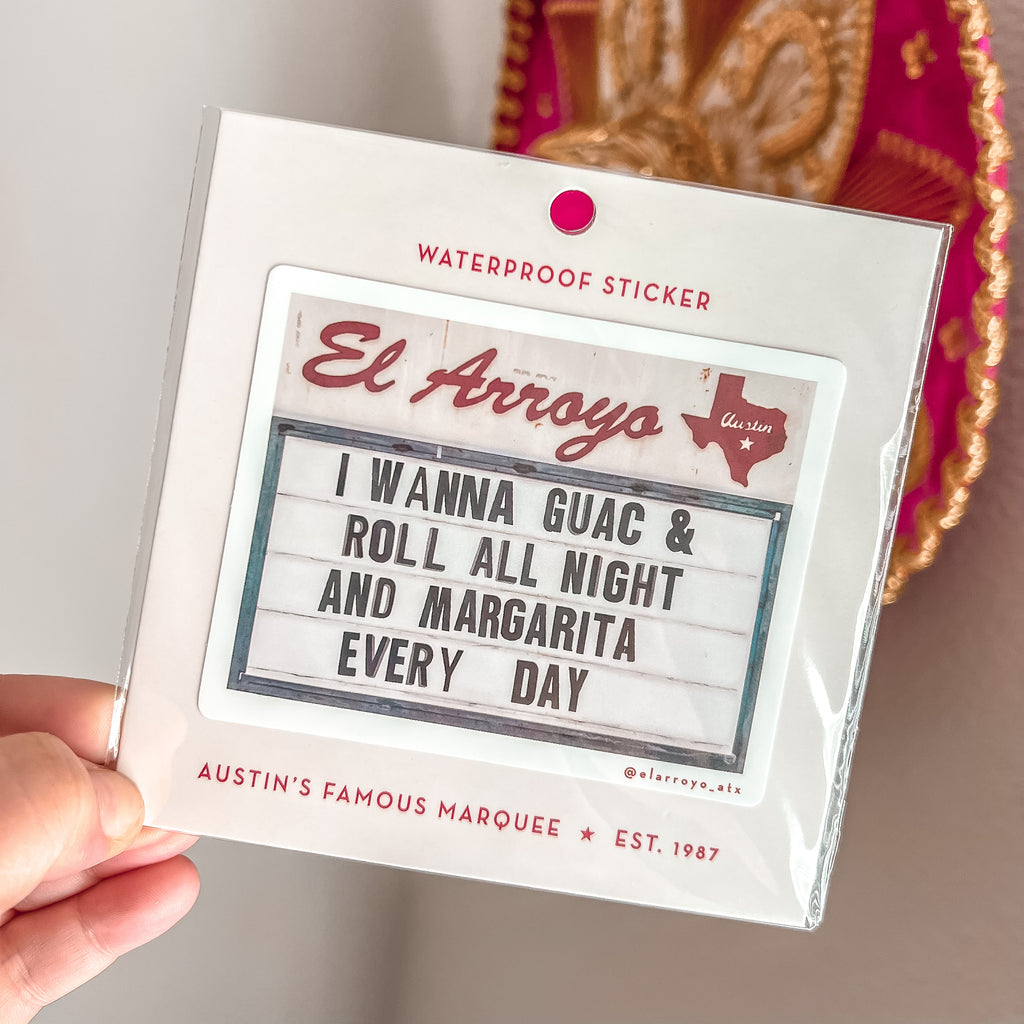 WATERPROOF STICKER
El Arroyo
Austin
I WANNA GUAC &
ROLL ALL NIGHT
AND MARGARITA
EVERY DAY
@elarroyo_atx
AUSTIN'S FAMOUS MARQUEE ★ EST. 1987